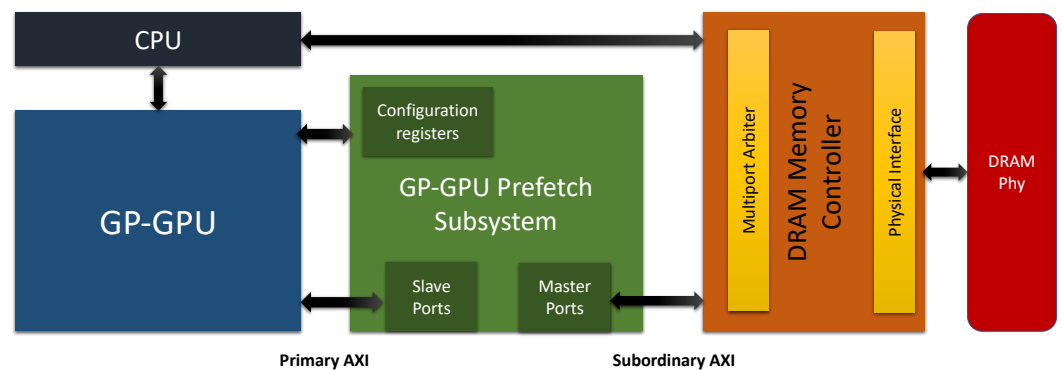 CPU
GP-GPU
Configuration
registers
GP-GPU Prefetch
Subsystem
Slave
Ports
Master
Ports
Multiport Arbiter
DRAM Memory
Controller
Physical Interface
DRAM
Phy
Primary AXI
Subordinary AXI